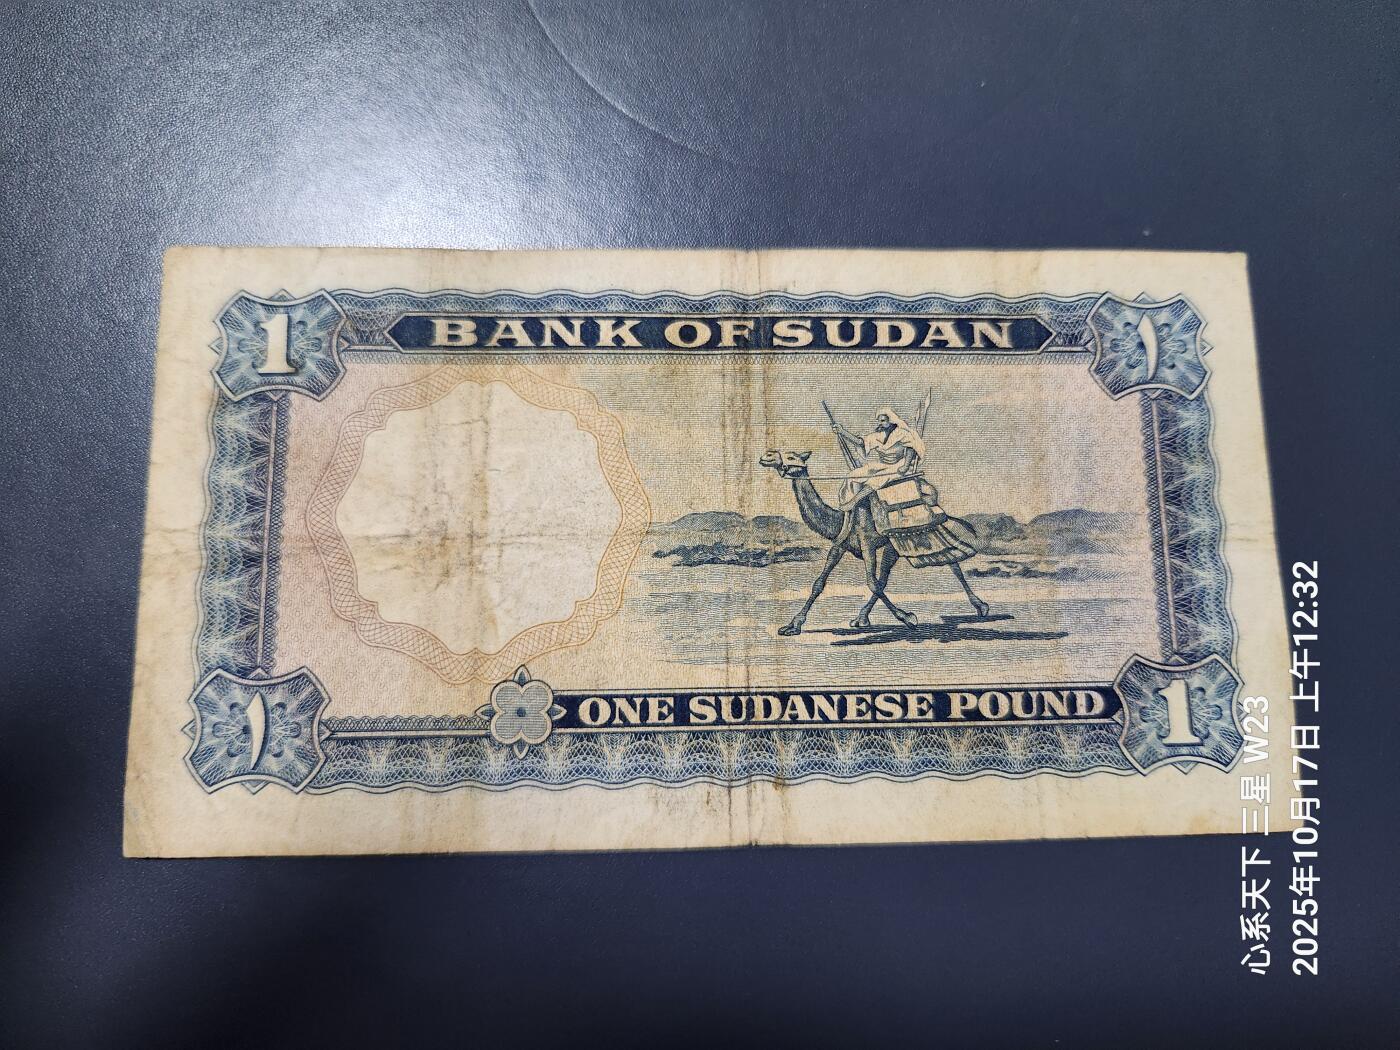 1
BANK OF SUDAN
١
١
ONE SUDANESE POUND
1
心系天下 三星 W23
2025年10月17日 上午12:32